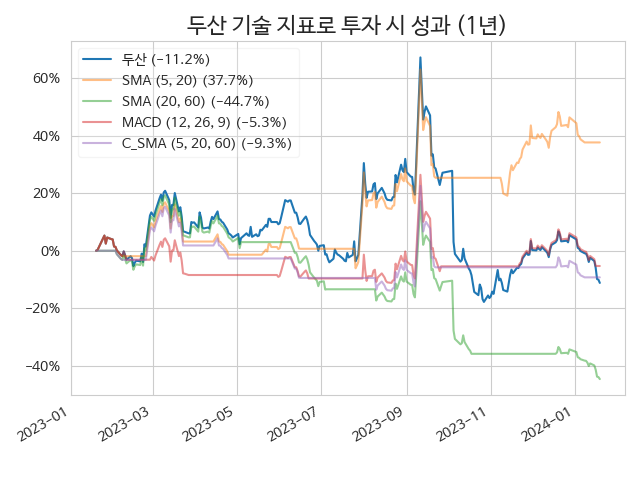 두산 기술 지표로 투자 시 성과 (1년)
두산 (−11.2%)
SMA (5, 20) (37.7%)
SMA (20, 60) (−44.7%)
MACD (12, 26, 9) (−5.3%)
C_SMA (5, 20, 60) (−9.3%)
60%
40%
20%
0%
−20%
−40%
2023−01
2023−03
2023−05
2023−07
2023−09
2023−11
2024−01